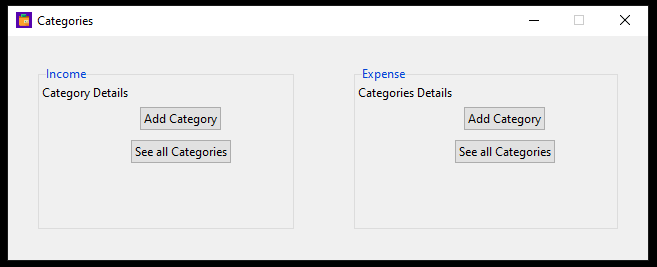 Categories
Income
Category Details
Add Category
See all Categories
Expense
Categories Details
Add Category
See all Categories